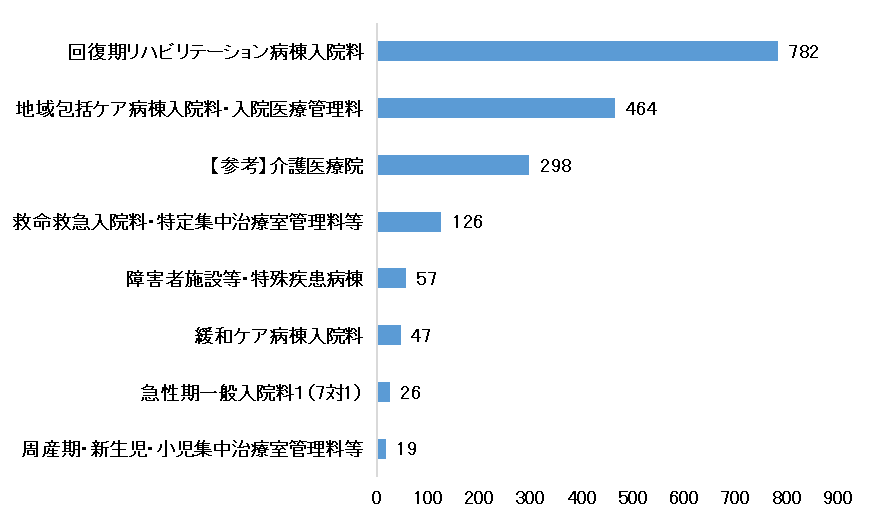 回復期リハビリテーション病棟入院料 782
地域包括ケア病棟入院料・入院医療管理料 464
【参考】介護医療院 298
救命救急入院料・特定集中治療室管理料等 126
障害者施設等・特殊疾患病棟 57
緩和ケア病棟入院料 47
急性期一般入院料1（7対1） 26
周産期・新生児・小児集中治療室管理料等 19
0 100 200 300 400 500 600 700 800 900